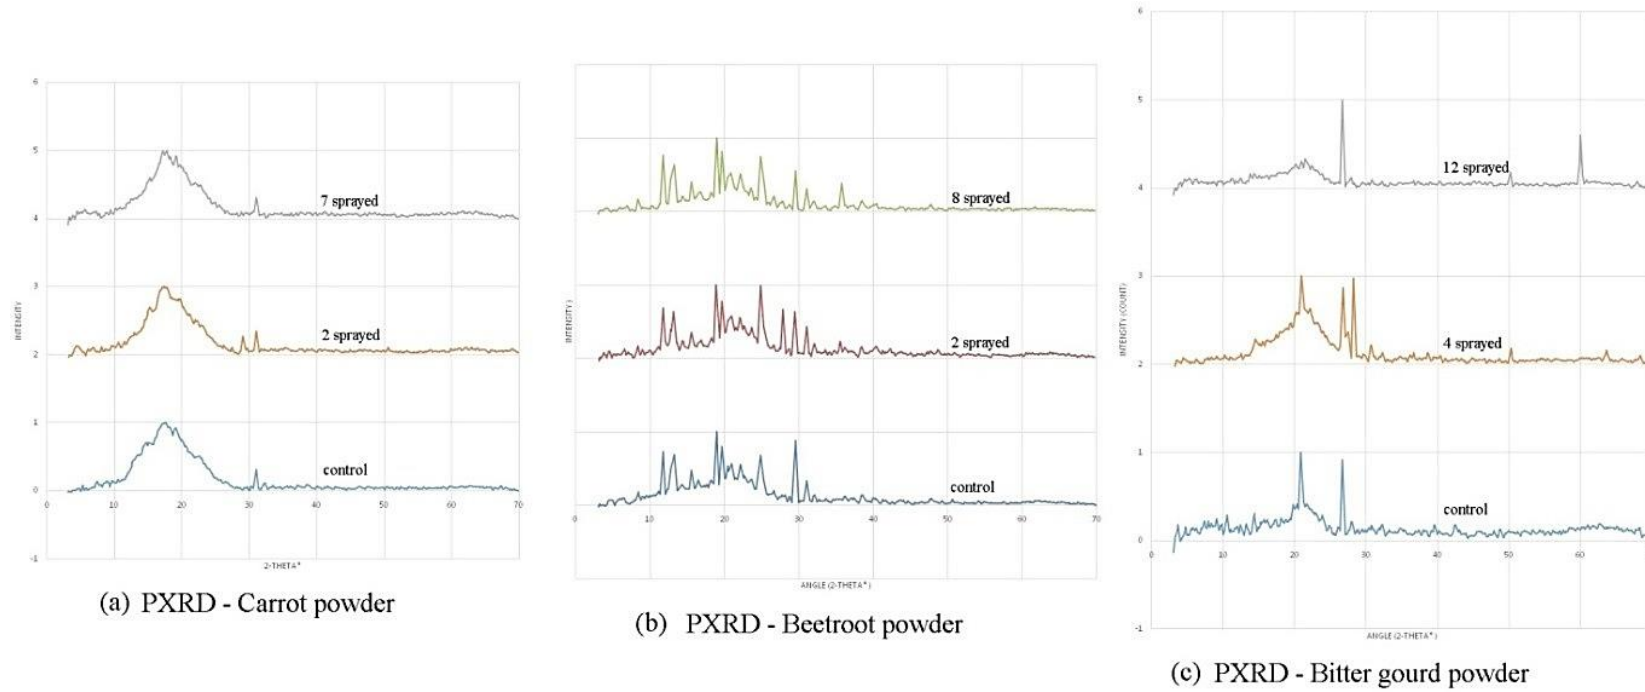 6
5
7 sprayed
4
3
INTENSITY
2 sprayed
2
1
control
0
0 10 20 30 40 50 60 70
-1
2-THETA°
(a) PXRD - Carrot powder
8 sprayed
INTENSITY)
2 sprayed
control
0 10 20 30 40 50 60 70
ANGLE (2-THETA°)
(b) PXRD - Beetroot powder
6
5
12 sprayed
4
INTENSITY (COUNT)
3
4 sprayed
2
1
control
0
0 10 20 30 40 50 60
-1
ANGLE (2-THETA°)
(c) PXRD - Bitter gourd powder